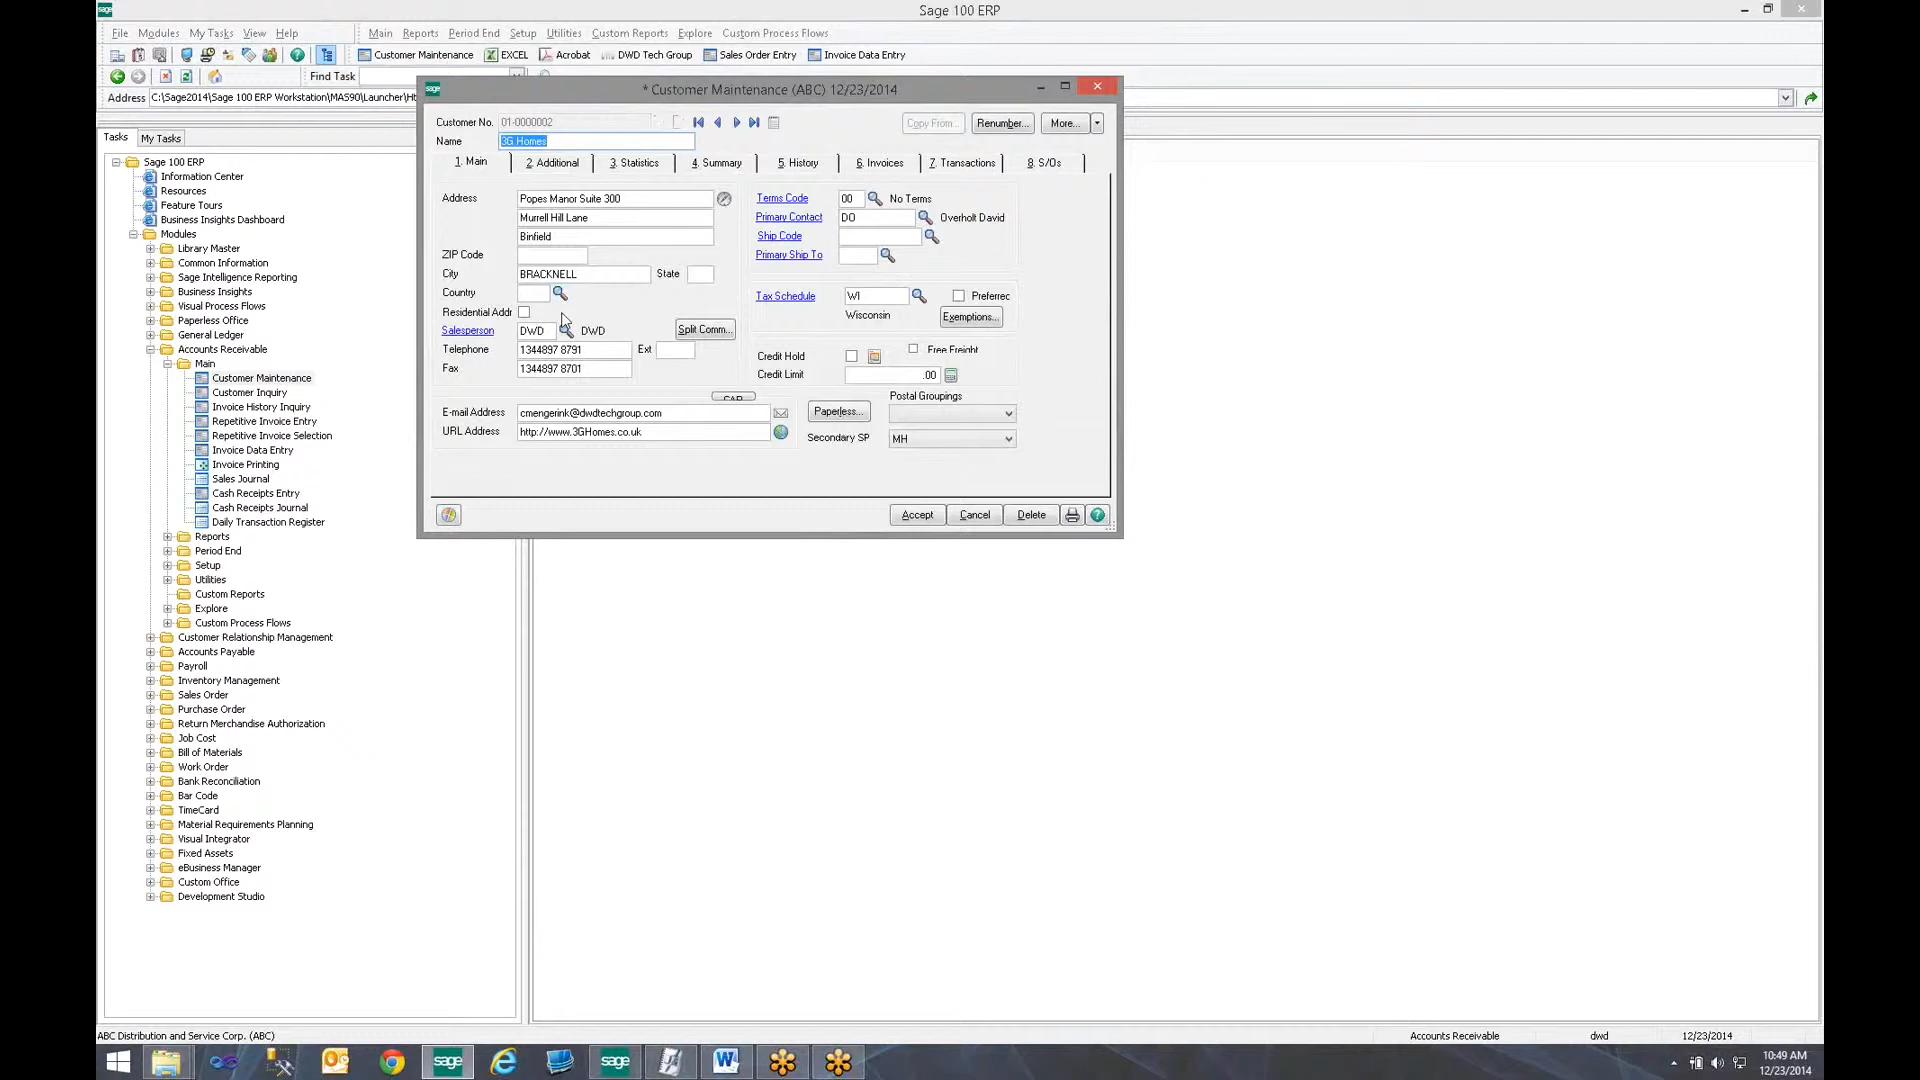 Sage 100 ERP
File Modules My Tasks View Help Main Reports Period End Setup Utilities Custom Reports Explore Custom Process Flows
Customer Maintenance EXCEL Acrobat DWD Tech Group Sales Order Entry Invoice Data Entry
Find Task
Address C:\Sage2014\Sage 100 ERP Workstation\MAS90\Launcher\Ht
Tasks My Tasks
Sage 100 ERP
Information Center
Resources
Feature Tours
Business Insights Dashboard
Modules
Library Master
Common Information
Sage Intelligence Reporting
Business Insights
Visual Process Flows
Paperless Office
General Ledger
Accounts Receivable
Main
Customer Maintenance
Customer Inquiry
Invoice History Inquiry
Repetitive Invoice Entry
Repetitive Invoice Selection
Invoice Data Entry
Invoice Printing
Sales Journal
Cash Receipts Entry
Cash Receipts Journal
Daily Transaction Register
Reports
Period End
Setup
Utilities
Custom Reports
Explore
Custom Process Flows
Customer Relationship Management
Accounts Payable
Payroll
Inventory Management
Sales Order
Purchase Order
Return Merchandise Authorization
Job Cost
Bill of Materials
Work Order
Bank Reconciliation
Bar Code
TimeCard
Material Requirements Planning
Visual Integrator
Fixed Assets
eBusiness Manager
Custom Office
Development Studio
sage
* Customer Maintenance (ABC) 12/23/2014
Customer No. 01-0000002 Copy From... Renumber... More...
Name 3G Homes
1. Main 2. Additional 3. Statistics 4. Summary 5. History 6. Invoices 7. Transactions 8. S/Os
Address Popes Manor Suite 300 Terms Code 00 No Terms
Murrell Hill Lane Primary Contact DO Overholt David
Binfield Ship Code
ZIP Code Primary Ship To
City BRACKNELL State
Country Tax Schedule WI Preferrec
Residential Addr Wisconsin Exemptions...
Salesperson DWD DWD Split Comm...
Telephone 1344897 8791 Ext Credit Hold Free Freight
Fax 1344897 8701 Credit Limit .00
CAP Postal Groupings
E-mail Address cmengerink@dwdtechgroup.com Paperless...
URL Address http://www.3GHomes.co.uk Secondary SP MH
Accept Cancel Delete
ABC Distribution and Service Corp. (ABC) Accounts Receivable dwd 12/23/2014
sage sage
10:49 AM
12/23/2014